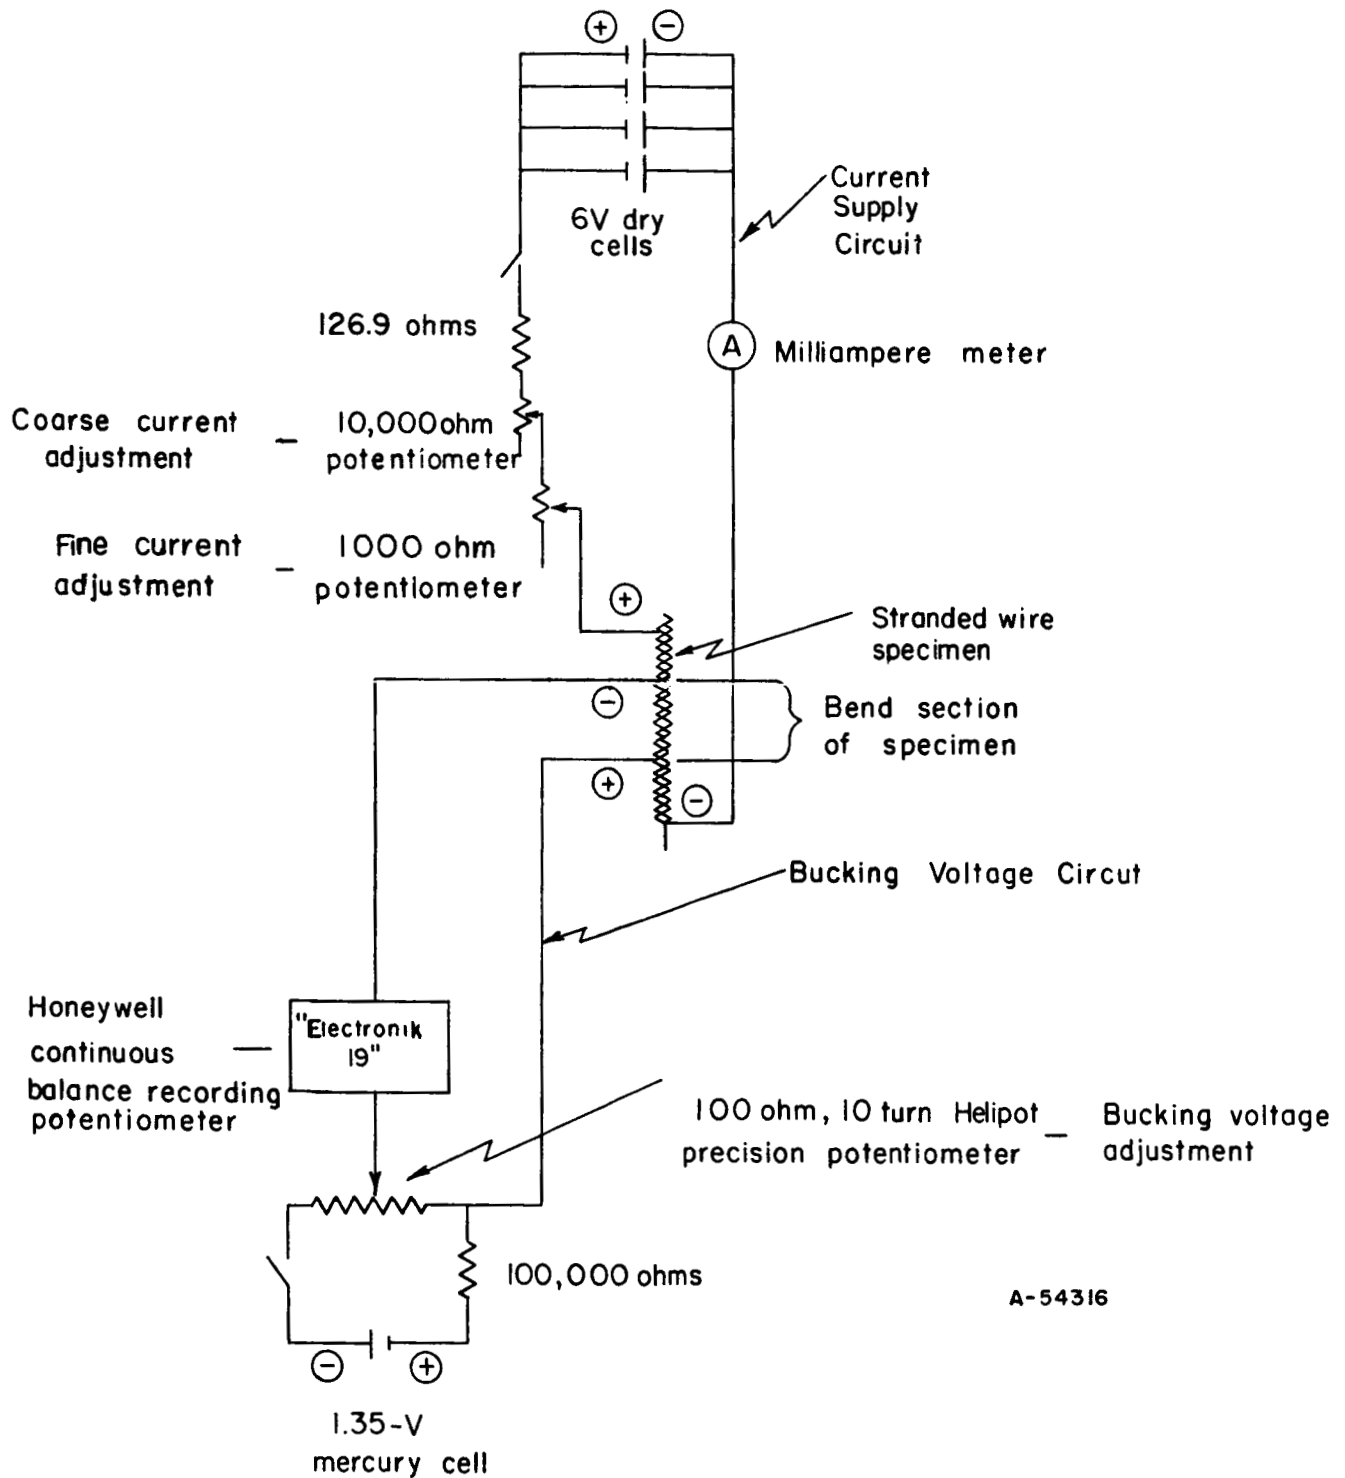 + −
6V dry
cells
Current
Supply
Circuit
126.9 ohms
A
Milliampere meter
Coarse current
adjustment
—
10,000 ohm
potentiometer
Fine current
adjustment
—
1000 ohm
potentiometer
+
Stranded wire
specimen
−
Bend section
of specimen
+
−
Bucking Voltage Circut
Honeywell
continuous —
balance recording
potentiometer
"Electronik
19"
100 ohm, 10 turn Helipot
precision potentiometer
—
Bucking voltage
adjustment
100,000 ohms
A-54316
− +
1.35-V
mercury cell